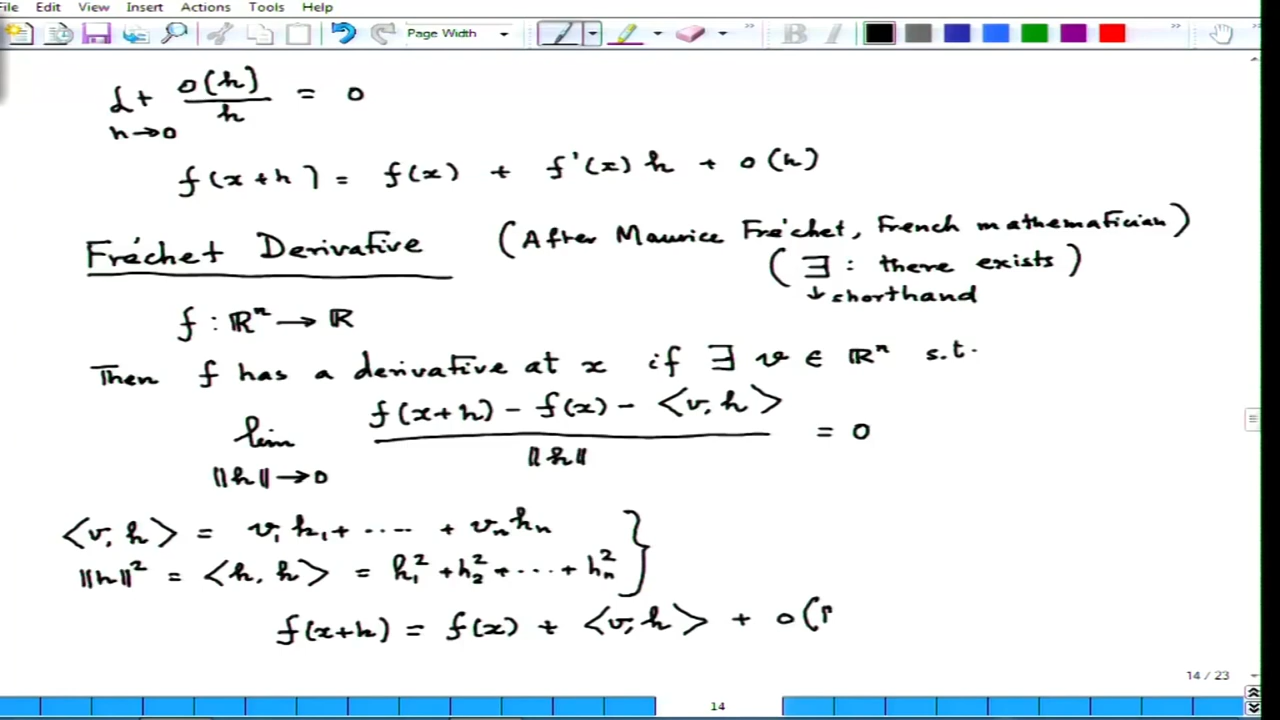 File Edit View Insert Actions Tools Help
Page Width
Lt o(h)/h = 0
h→0
f(x+h) = f(x) + f'(x)h + o(h)
Fréchet Derivative (After Maurice Fréchet, French mathematician)
(∃ : there exists)
↓ shorthand
f : ℝⁿ → ℝ
Then f has a derivative at x if ∃ v ∈ ℝⁿ s.t.
lim f(x+h) - f(x) - <v, h> / ||h|| = 0
||h|| → 0
<v, h> = v₁h₁ + ..... + vₙhₙ
||h||² = <h, h> = h₁² + h₂² + ... + hₙ²
f(x+h) = f(x) + <v, h> + o(
14 / 23
14